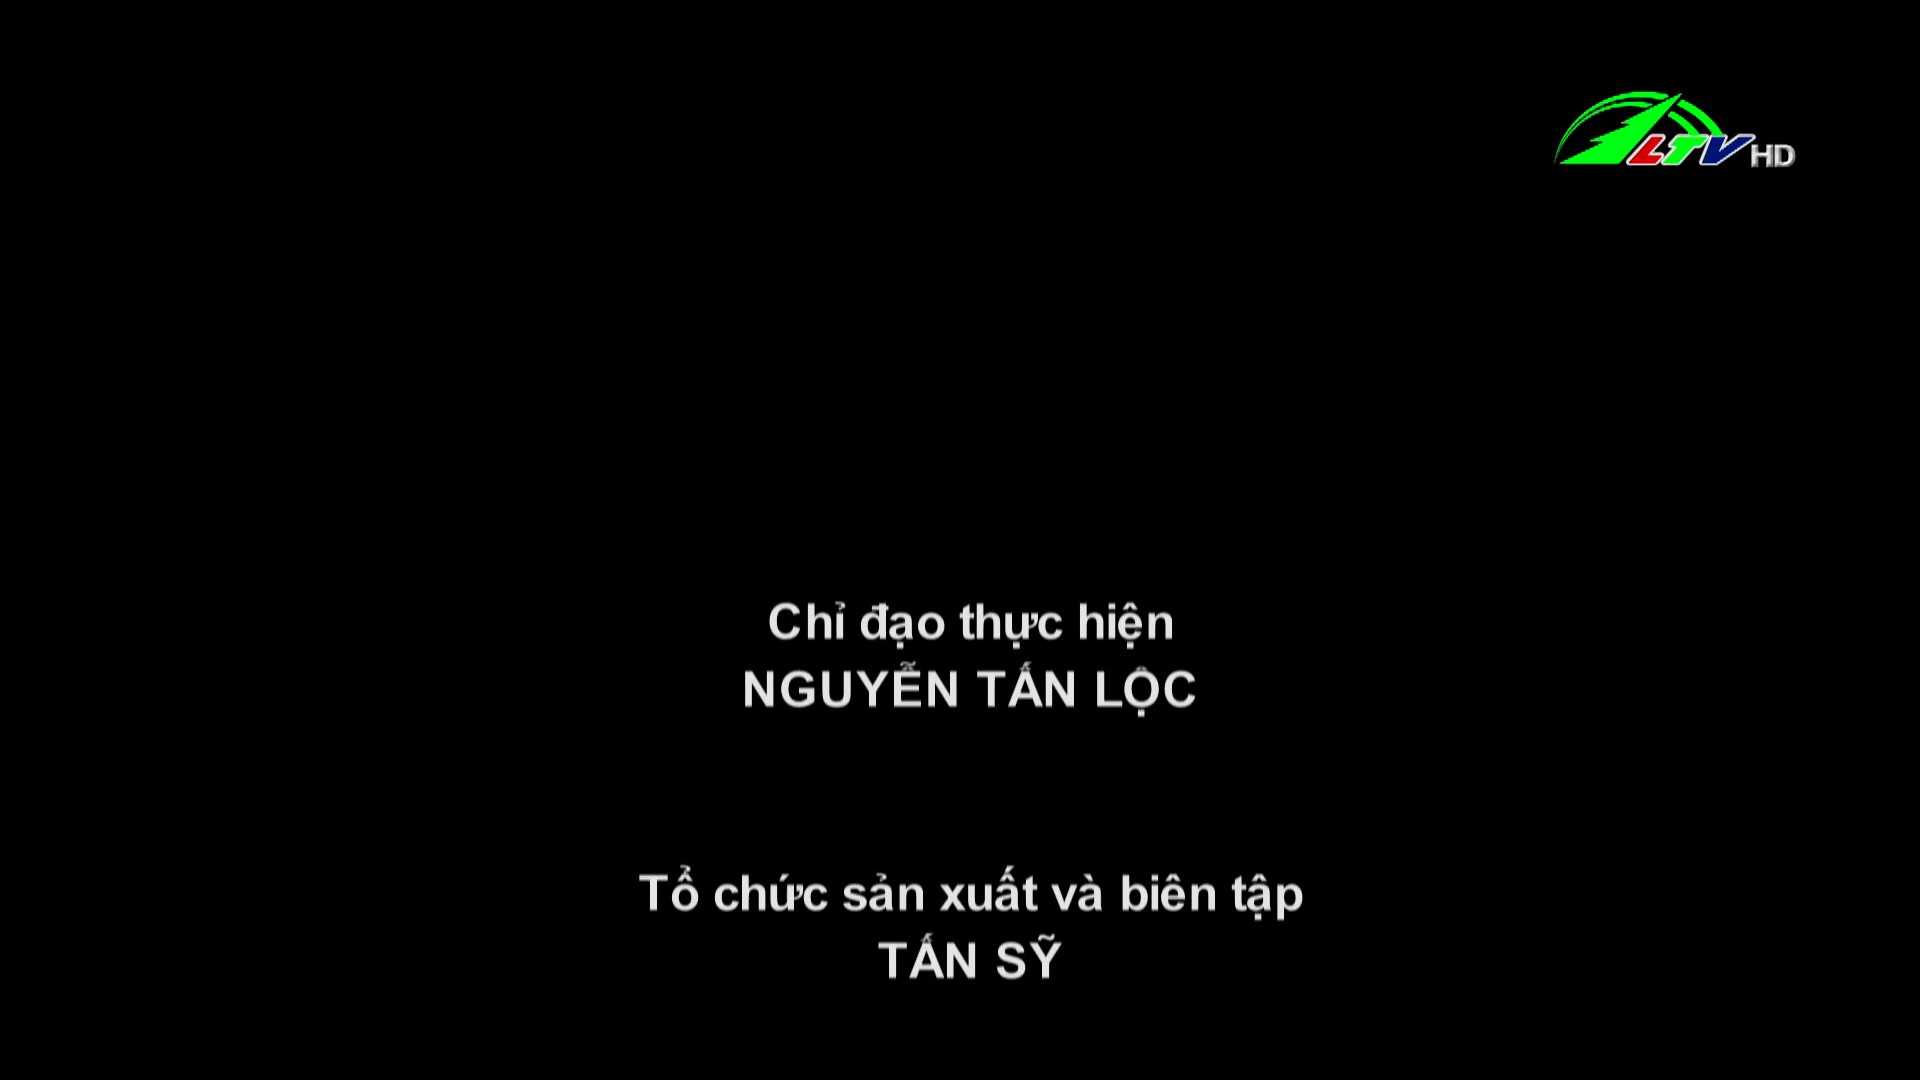 LTV HD
Chỉ đạo thực hiện
NGUYỄN TẤN LỘC
Tổ chức sản xuất và biên tập
TẤN SỸ